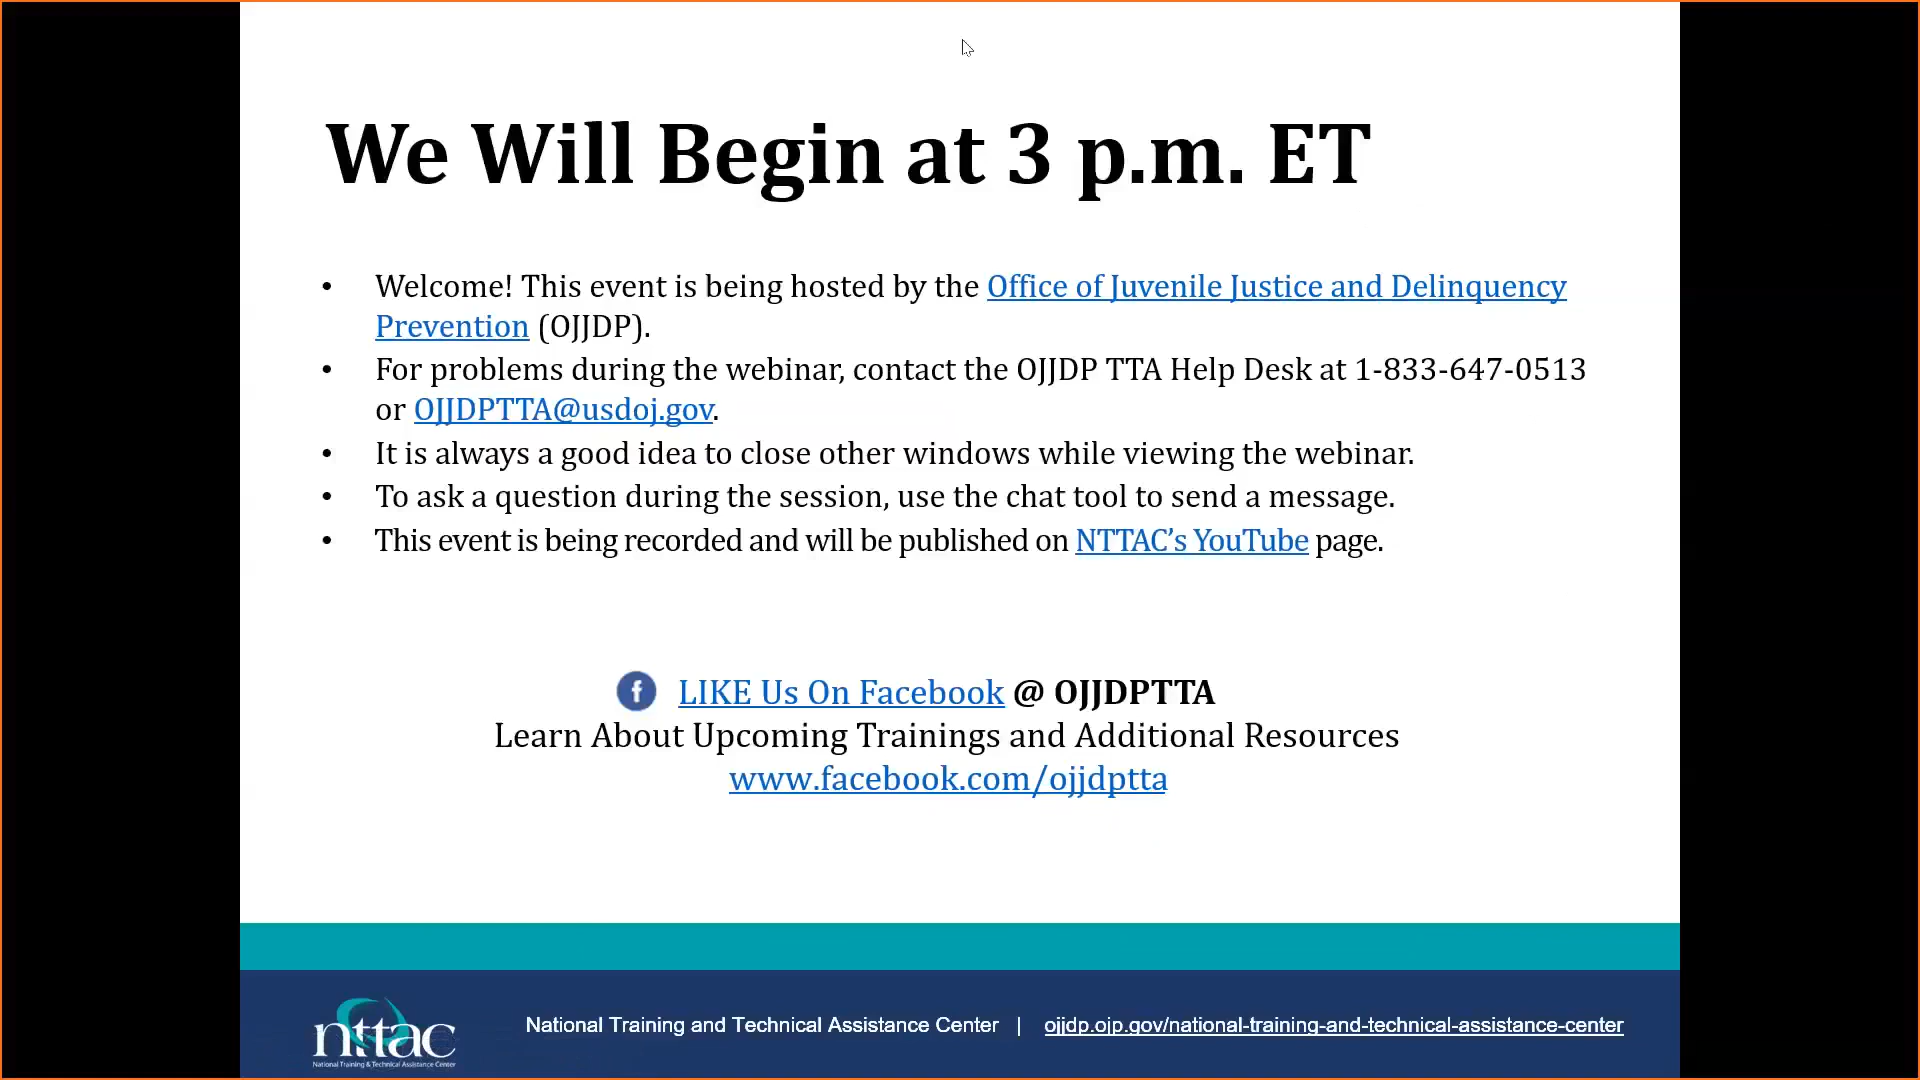 We Will Begin at 3 p.m. ET
• Welcome! This event is being hosted by the Office of Juvenile Justice and Delinquency
Prevention (OJJDP).
• For problems during the webinar, contact the OJJDP TTA Help Desk at 1-833-647-0513
or OJJDPTTA@usdoj.gov.
• It is always a good idea to close other windows while viewing the webinar.
• To ask a question during the session, use the chat tool to send a message.
• This event is being recorded and will be published on NTTAC’s YouTube page.
f LIKE Us On Facebook @ OJJDPTTA
Learn About Upcoming Trainings and Additional Resources
www.facebook.com/ojjdptta
nttac
National Training & Technical Assistance Center
National Training and Technical Assistance Center | ojjdp.ojp.gov/national-training-and-technical-assistance-center